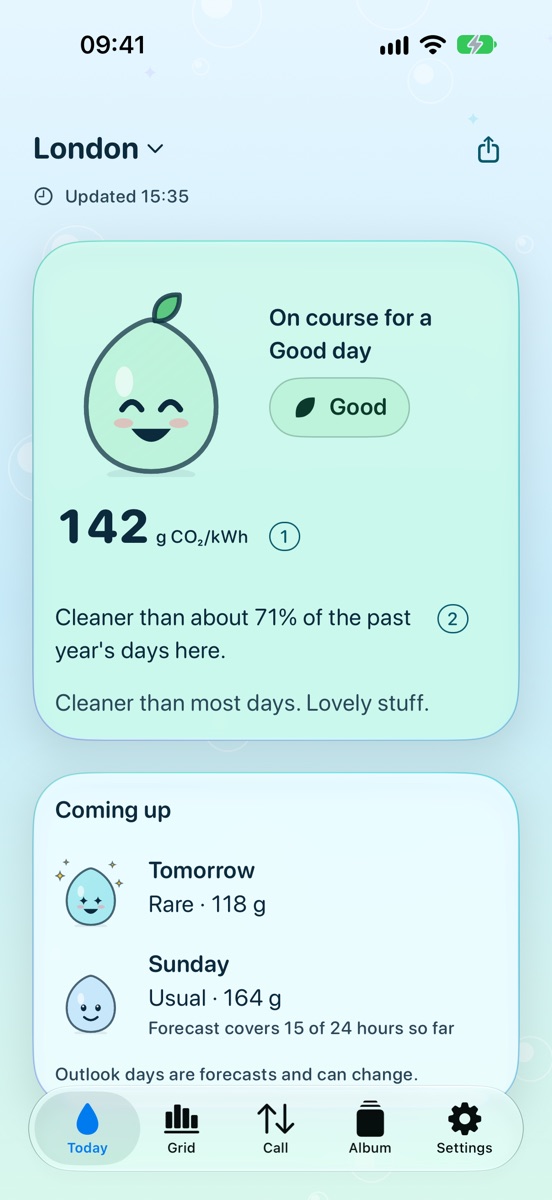 09:41
London
Updated 15:35
On course for a
Good day
Good
142 g CO₂/kWh 1
Cleaner than about 71% of the past 2
year's days here.
Cleaner than most days. Lovely stuff.
Coming up
Tomorrow
Rare · 118 g
Sunday
Usual · 164 g
Forecast covers 15 of 24 hours so far
Outlook days are forecasts and can change.
Today Grid Call Album Settings